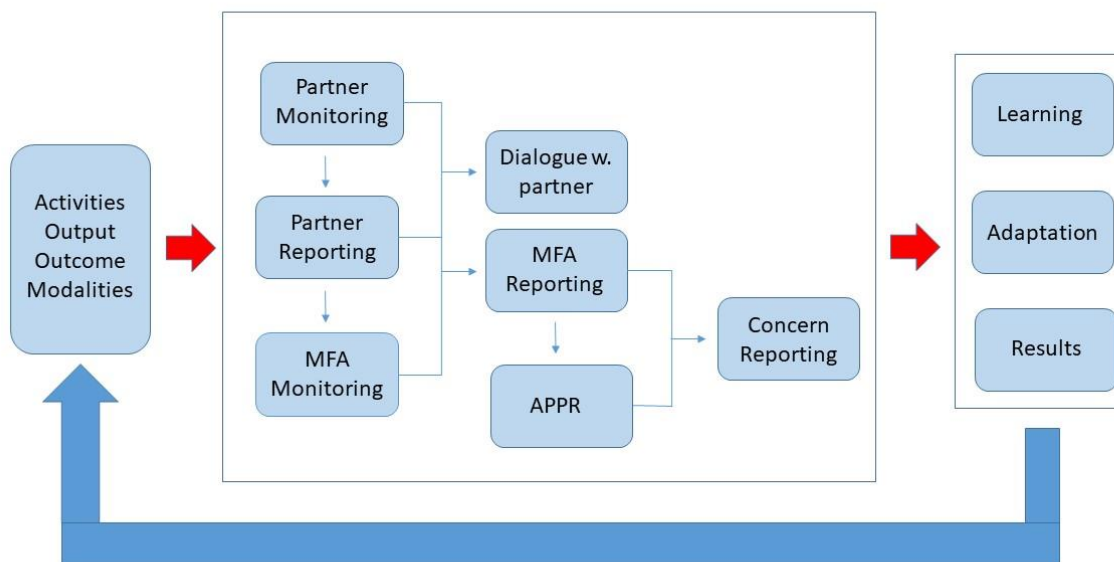 Activities
Output
Outcome
Modalities
Partner
Monitoring
Partner
Reporting
MFA
Monitoring
Dialogue w.
partner
MFA
Reporting
APPR
Concern
Reporting
Learning
Adaptation
Results